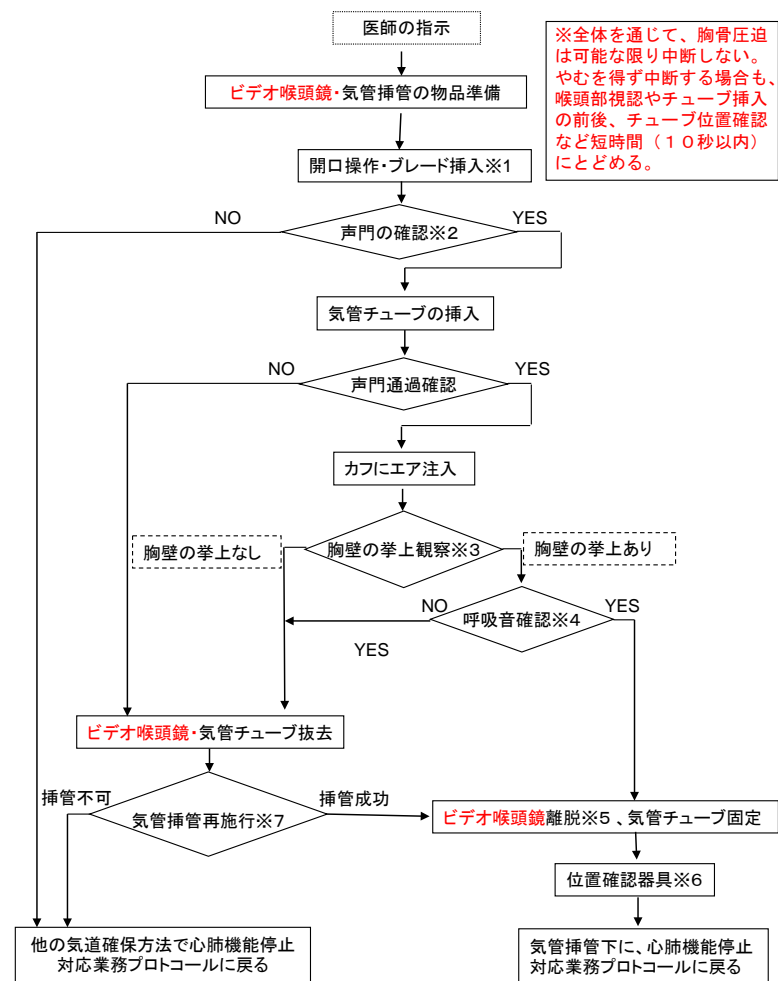 医師の指示
※全体を通じて、胸骨圧迫
は可能な限り中断しない。
やむを得ず中断する場合も、
喉頭部視認やチューブ挿入
の前後、チューブ位置確認
など短時間（１０秒以内）
にとどめる。
ビデオ喉頭鏡・気管挿管の物品準備
開口操作・ブレード挿入※1
NO
YES
声門の確認※2
気管チューブの挿入
NO
YES
声門通過確認
カフにエア注入
胸壁の挙上なし
胸壁の挙上観察※3
胸壁の挙上あり
NO
YES
呼吸音確認※4
YES
ビデオ喉頭鏡・気管チューブ抜去
挿管不可
挿管成功
気管挿管再施行※7
ビデオ喉頭鏡離脱※5 、気管チューブ固定
位置確認器具※6
他の気道確保方法で心肺機能停止
対応業務プロトコールに戻る
気管挿管下に、心肺機能停止
対応業務プロトコールに戻る